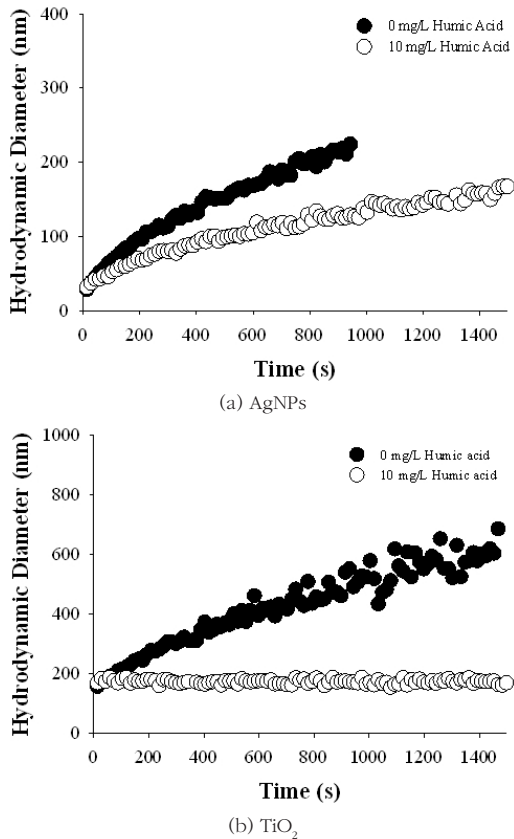 400
300
200
100
0
Hydrodynamic Diameter (nm)
0 mg/L Humic Acid
10 mg/L Humic Acid
0 200 400 600 800 1000 1200 1400
Time (s)
(a) AgNPs
1000
800
600
400
200
0
Hydrodynamic Diameter (nm)
0 mg/L Humic acid
10 mg/L Humic acid
0 200 400 600 800 1000 1200 1400
Time (s)
(b) TiO₂